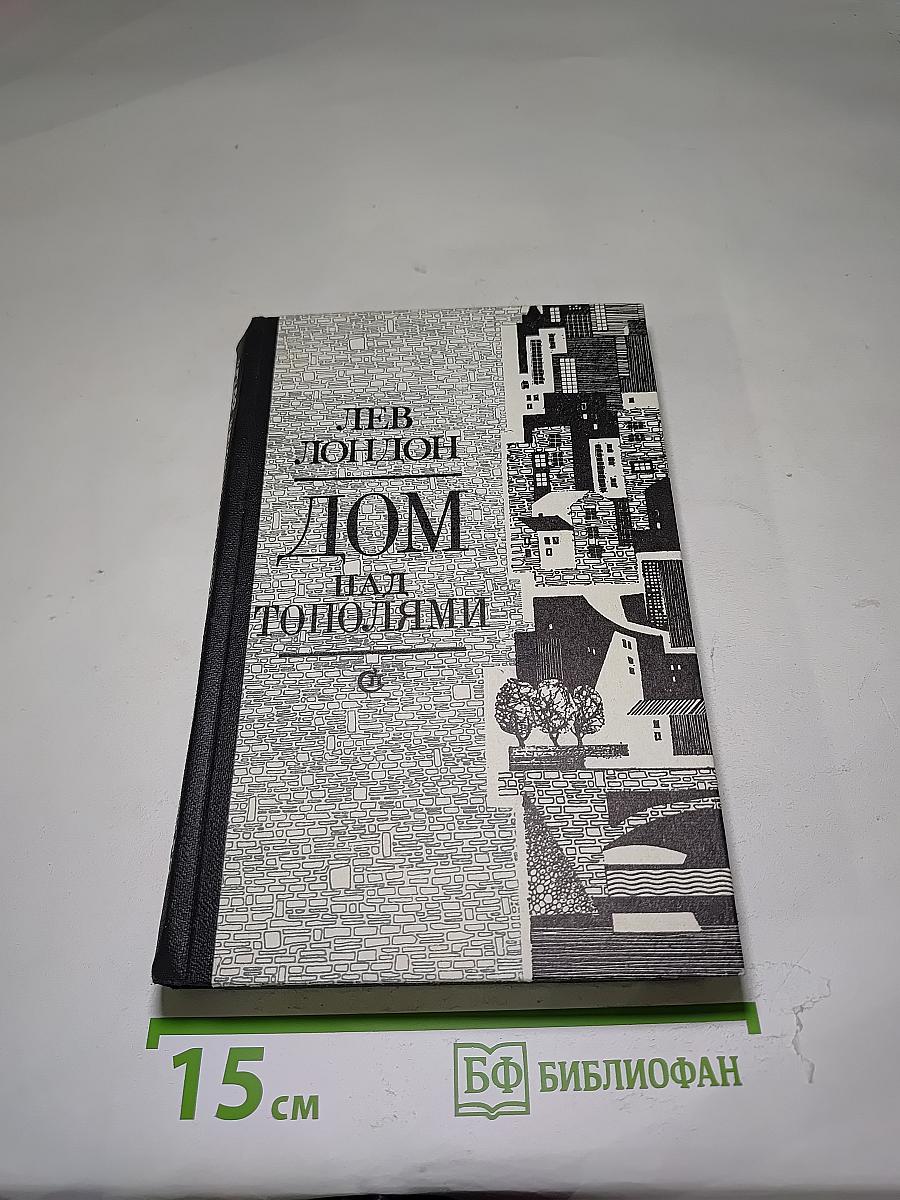 ЛЕВ
ЛОНДОН
ДОМ
НАД
ТОПОЛЯМИ
15 см
БФ БИБЛИОФАН